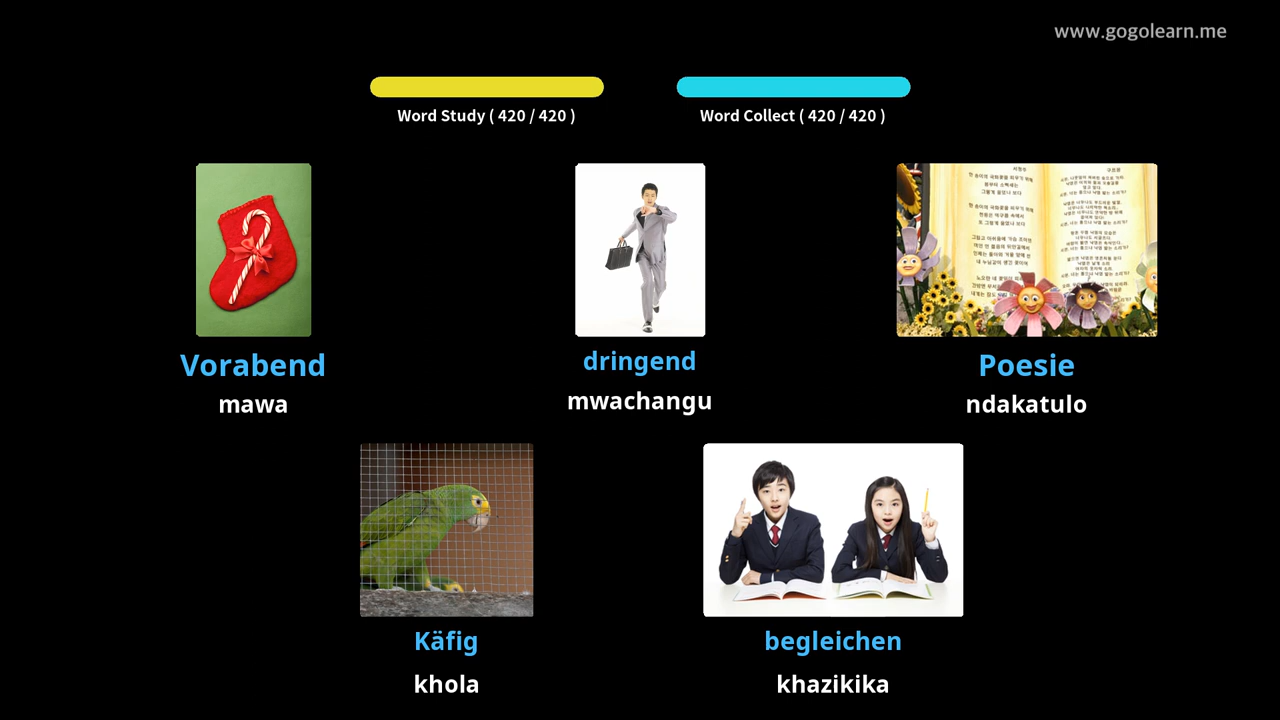 www.gogolearn.me
Word Study ( 420 / 420 )
Word Collect ( 420 / 420 )
Vorabend
mawa
dringend
mwachangu
Poesie
ndakatulo
Käfig
khola
begleichen
khazikika